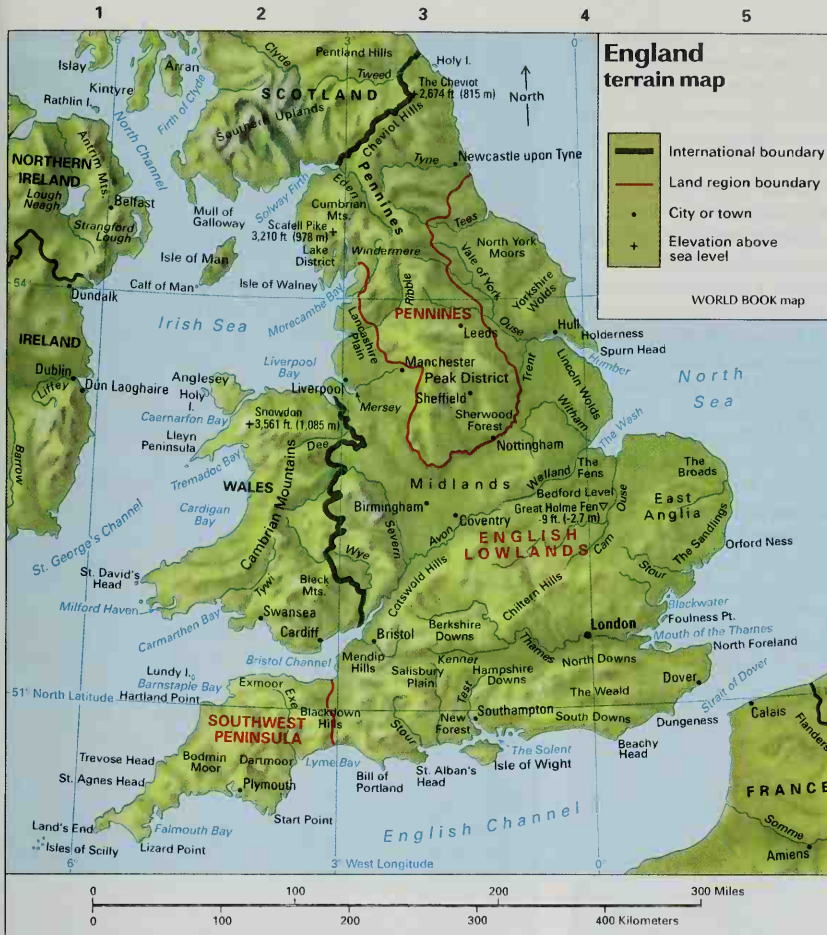 1 2 3 4 5
England
terrain map
North
International boundary
Land region boundary
City or town
Elevation above
sea level
WORLD BOOK map
6°
3°
0°
Islay
Arran
Clyde
Pentland Hills
Holy I.
Kintyre
Tweed
The Cheviot
+2,674 ft (815 m)
Rathlin I.
Firth of Clyde
SCOTLAND
North Channel
Southern Uplands
Cheviot Hills
NORTHERN
IRELAND
Antrim Mts.
Lough
Neagh
Belfast
Strangford
Lough
Mull of
Galloway
Solway Firth
Eden
Pennines
Tyne
Newcastle upon Tyne
Cumbrian
Mts.
Scafell Pike
3,210 ft. (978 m)
Lake
District
Tees
North York
Moors
Isle of Man
Windermere
Vale of York
Calf of Man
Isle of Walney
54°
Dundalk
Morecambe Bay
Ribble
Yorkshire
Wolds
Irish Sea
PENNINES
Lancashire
Plain
Leeds
Ouse
Hull
Holderness
Spurn Head
Humber
IRELAND
Liverpool
Bay
Manchester
Trent
Dublin
Liffey
Dun Laoghaire
Anglesey
Holy
I.
Liverpool
Peak District
Sheffield
Lincoln Wolds
North
Sea
Mersey
Sherwood
Forest
Witham
Caernarfon Bay
Snowdon
+3,561 ft (1,085 m)
Lleyn
Peninsula
Dee
Nottingham
The Wash
Barrow
Tremadoc Bay
Midlands
Welland
The
Fens
The
Broads
WALES
Cambrian Mountains
Bedford Level
Ouse
East
Anglia
Cardigan
Bay
Birmingham
Great Holme Fen
-9 ft (-2.7 m)
Coventry
Severn
Avon
ENGLISH
LOWLANDS
Cam
The Sandlings
Orford Ness
St. George's Channel
Wye
Cotswold Hills
St. David's
Head
Tywi
Black
Mts.
Chiltern Hills
Stour
Milford Haven
Swansea
Blackwater
Foulness Pt.
Carmarthen Bay
Cardiff
Bristol
Berkshire
Downs
London
Mouth of the Thames
Bristol Channel
Mendip
Hills
Kennet
Thames
North Downs
North Foreland
Lundy I.
Barnstaple Bay
Exmoor
Salisbury
Plain
Hampshire
Downs
Dover
Strait of Dover
51° North Latitude
Hartland Point
Exe
Test
The Weald
Blackdown
Hills
SOUTHWEST
PENINSULA
Stour
New
Forest
Southampton
South Downs
Dungeness
Calais
Flanders
Trevose Head
Bodmin
Moor
Dartmoor
Lyme Bay
The Solent
Beachy
Head
St. Agnes Head
Plymouth
Bill of
Portland
St. Alban's
Head
Isle of Wight
FRANCE
Start Point
Land's End
Falmouth Bay
English Channel
Somme
Isles of Scilly
Lizard Point
6°
3° West Longitude
0°
Amiens
0 100 200 300 Miles
0 100 200 300 400 Kilometers